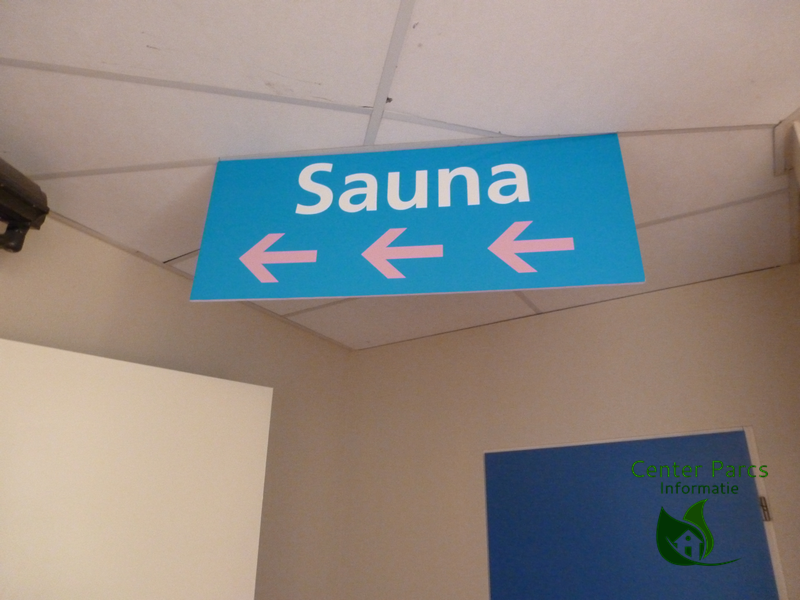 Sauna
Center Parcs
Informatie